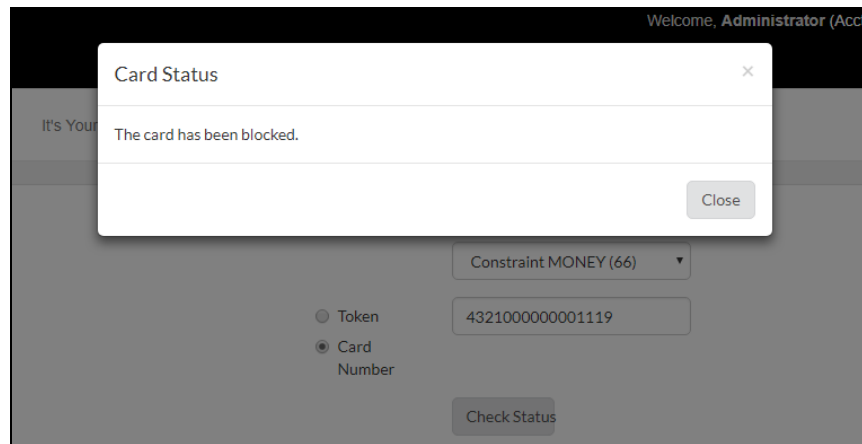 Welcome, Administrator (Acc
Card Status
×
It's Your
The card has been blocked.
Close
Constraint MONEY (66)
Token
4321000000001119
Card
Number
Check Status